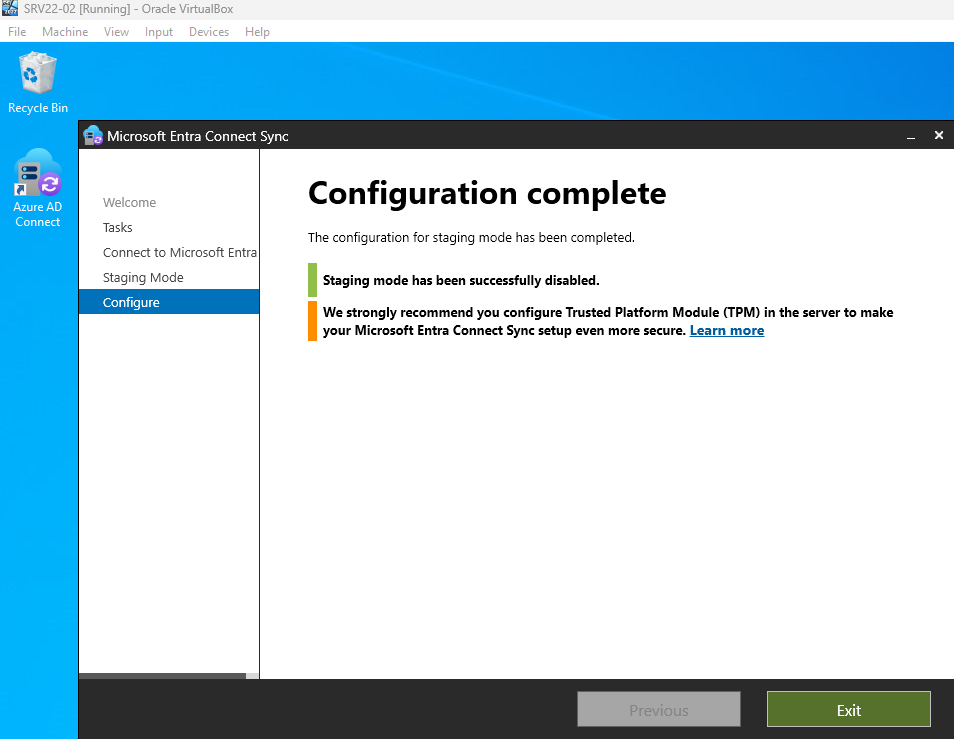 SRV22-02 [Running] - Oracle VirtualBox
File Machine View Input Devices Help
Recycle Bin
Azure AD
Connect
Microsoft Entra Connect Sync
Welcome
Tasks
Connect to Microsoft Entra
Staging Mode
Configure
Configuration complete
The configuration for staging mode has been completed.
Staging mode has been successfully disabled.
We strongly recommend you configure Trusted Platform Module (TPM) in the server to make
your Microsoft Entra Connect Sync setup even more secure. Learn more
Previous
Exit